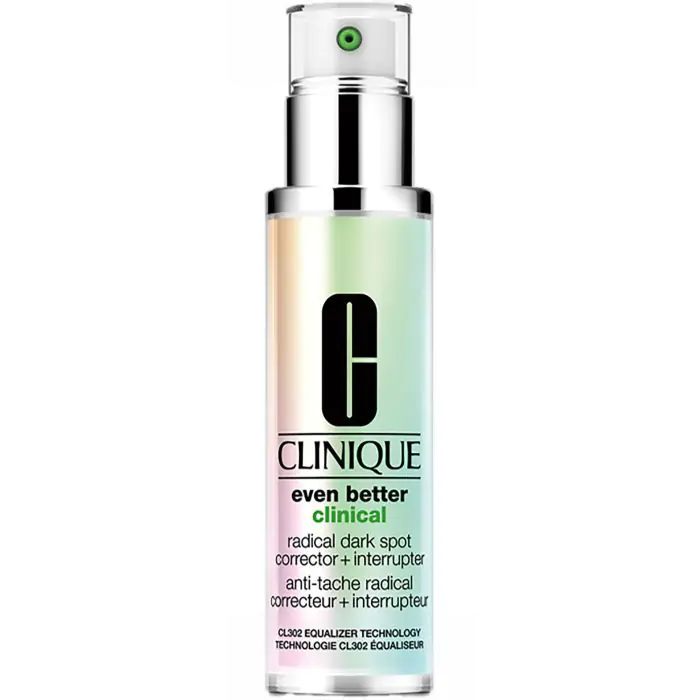 C
CLINIQUE
even better
clinical
radical dark spot
corrector + interrupter
anti-tache radical
correcteur + interrupteur
CL302 EQUALIZER TECHNOLOGY
TECHNOLOGIE CL302 ÉQUALISEUR